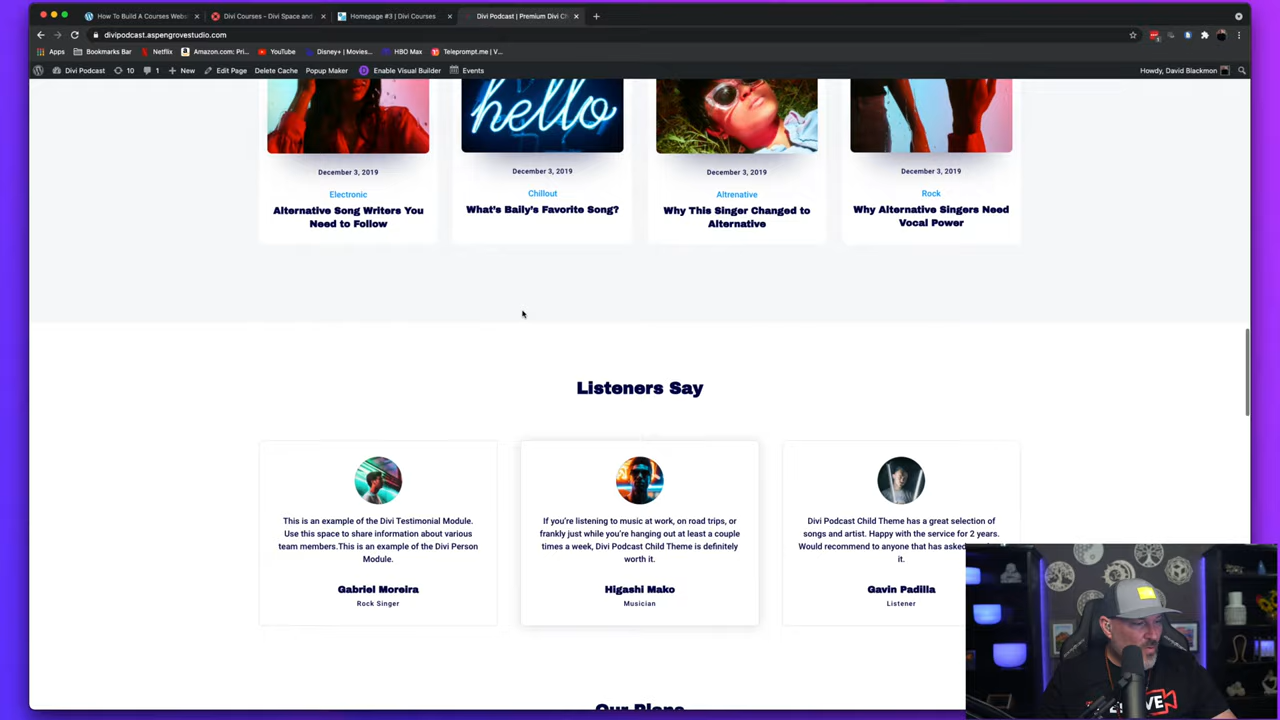 How To Build A Courses Webs
Divi Courses – Divi Space and
Homepage #3 | Divi Courses
Divi Podcast | Premium Divi Ch
divipodcast.aspengrovestudio.com
Apps
Bookmarks Bar
Netflix
Amazon.com: Pri...
YouTube
Disney+ | Movies...
HBO Max
Teleprompt.me | V...
Divi Podcast
10
1
New
Edit Page
Delete Cache
Popup Maker
Enable Visual Builder
Events
Howdy, David Blackmon
hello
December 3, 2019
December 3, 2019
December 3, 2019
December 3, 2019
Electronic
Chillout
Altrenative
Rock
Alternative Song Writers You
Need to Follow
What's Baily's Favorite Song?
Why This Singer Changed to
Alternative
Why Alternative Singers Need
Vocal Power
Listeners Say
This is an example of the Divi Testimonial Module.
Use this space to share information about various
team members.This is an example of the Divi Person
Module.
Gabriel Moreira
Rock Singer
If you're listening to music at work, on road trips, or
frankly just while you're hanging out at least a couple
times a week, Divi Podcast Child Theme is definitely
worth it.
Higashi Mako
Musician
Divi Podcast Child Theme has a great selection of
songs and artist. Happy with the service for 2 years.
Would recommend to anyone that has asked
it.
Gavin Padilla
Listener
Our Plans